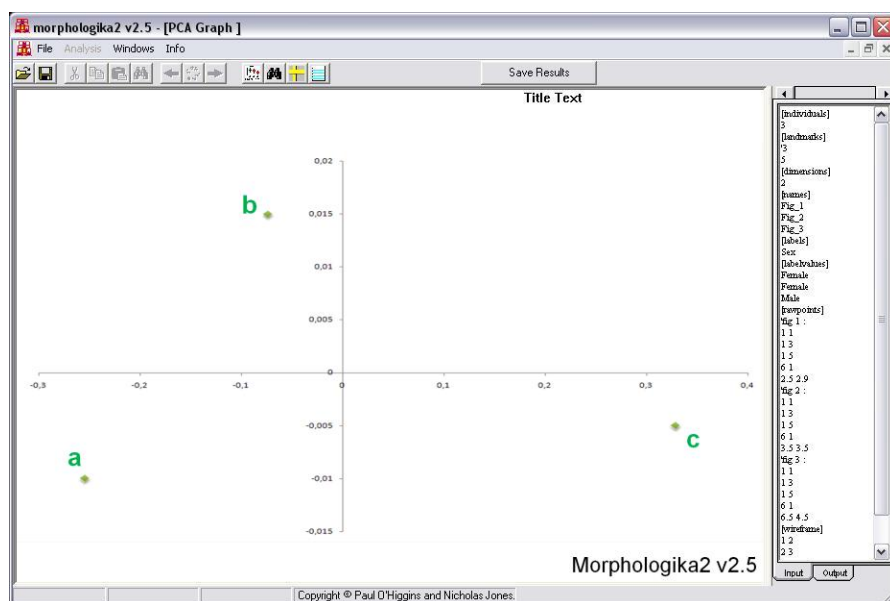 morphologika2 v2.5 - [PCA Graph ]
File Analysis Windows Info
Save Results
Title Text
0,02
b
0,015
0,01
0,005
0
-0,3 -0,2 -0,1 0 0,1 0,2 0,3 0,4
-0,005
c
a
-0,01
-0,015
Morphologika2 v2.5
[individuals]
3
[landmarks]
'3
5
[dimensions]
2
[names]
Fig_1
Fig_2
Fig_3
[labels]
Sex
[labelvalues]
Female
Female
Male
[rawpoints]
'fig 1 :
1 1
1 3
1 5
6 1
2.5 2.9
'fig 2 :
1 1
1 3
1 5
6 1
3.5 3.5
'fig 3 :
1 1
1 3
1 5
6 1
6.5 4.5
[wireframe]
1 2
2 3
Input Output
Copyright © Paul O'Higgins and Nicholas Jones.